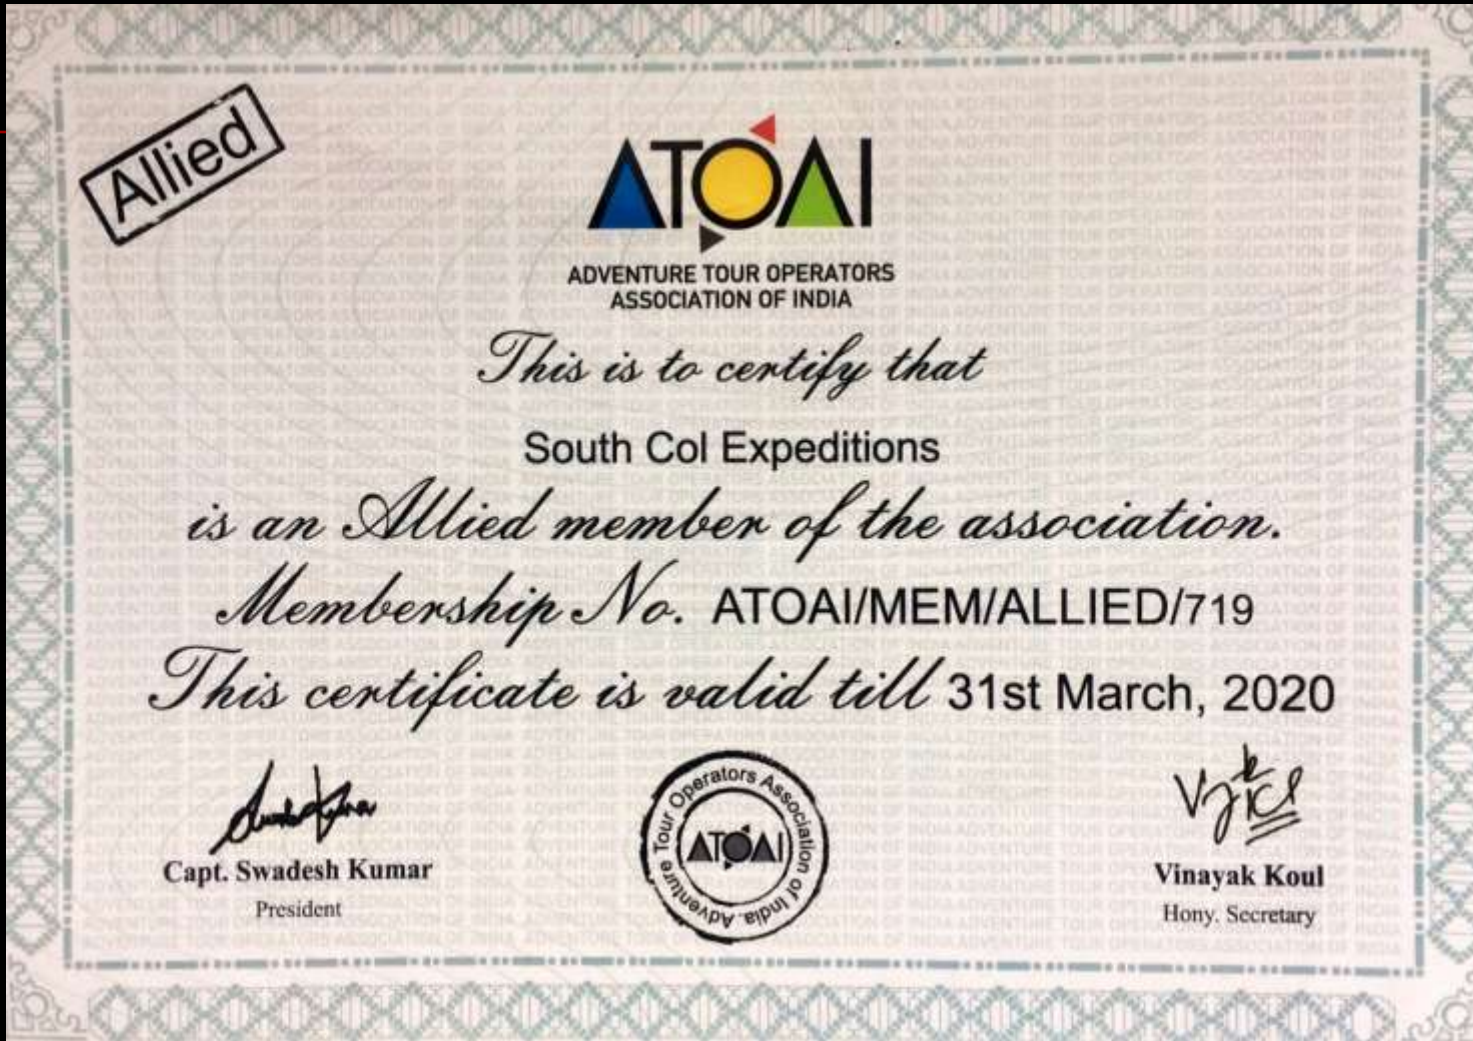 Allied
ATOAI
ADVENTURE TOUR OPERATORS
ASSOCIATION OF INDIA
This is to certify that
South Col Expeditions
is an Allied member of the association.
Membership No. ATOAI/MEM/ALLIED/719
This certificate is valid till 31st March, 2020
Capt. Swadesh Kumar
President
Adventure Tour Operators Association of India.
ATOAI
Vinayak Koul
Hony. Secretary